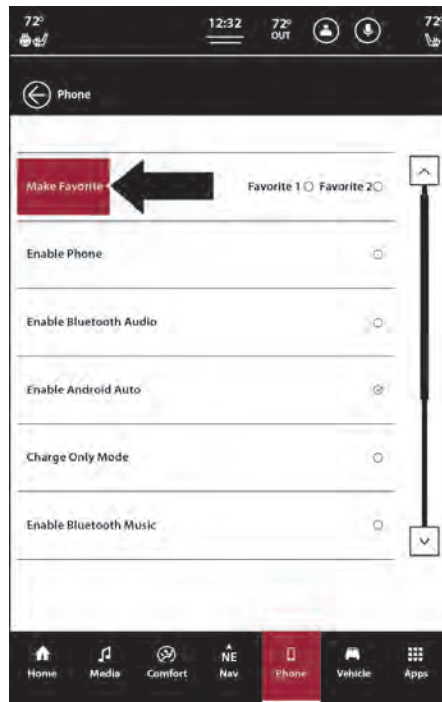 72° 12:32 72° OUT 72°
Phone
Make Favorite Favorite 1 Favorite 2
Enable Phone
Enable Bluetooth Audio
Enable Android Auto
Charge Only Mode
Enable Bluetooth Music
NE
Home Media Comfort Nav Phone Vehicle Apps